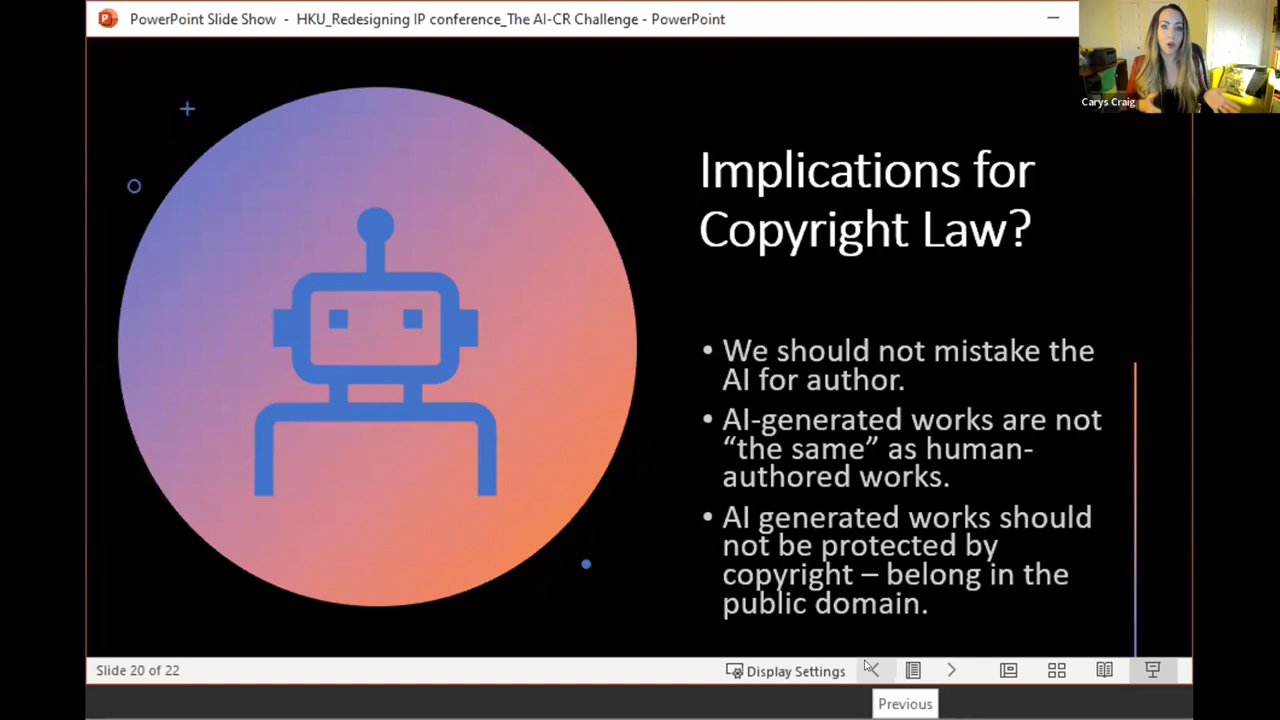 PowerPoint Slide Show - HKU_Redesigning IP conference_The AI-CR Challenge - PowerPoint
Carys Craig
Implications for
Copyright Law?
• We should not mistake the
AI for author.
• AI-generated works are not
“the same” as human-
authored works.
• AI generated works should
not be protected by
copyright – belong in the
public domain.
Slide 20 of 22
Display Settings
Previous